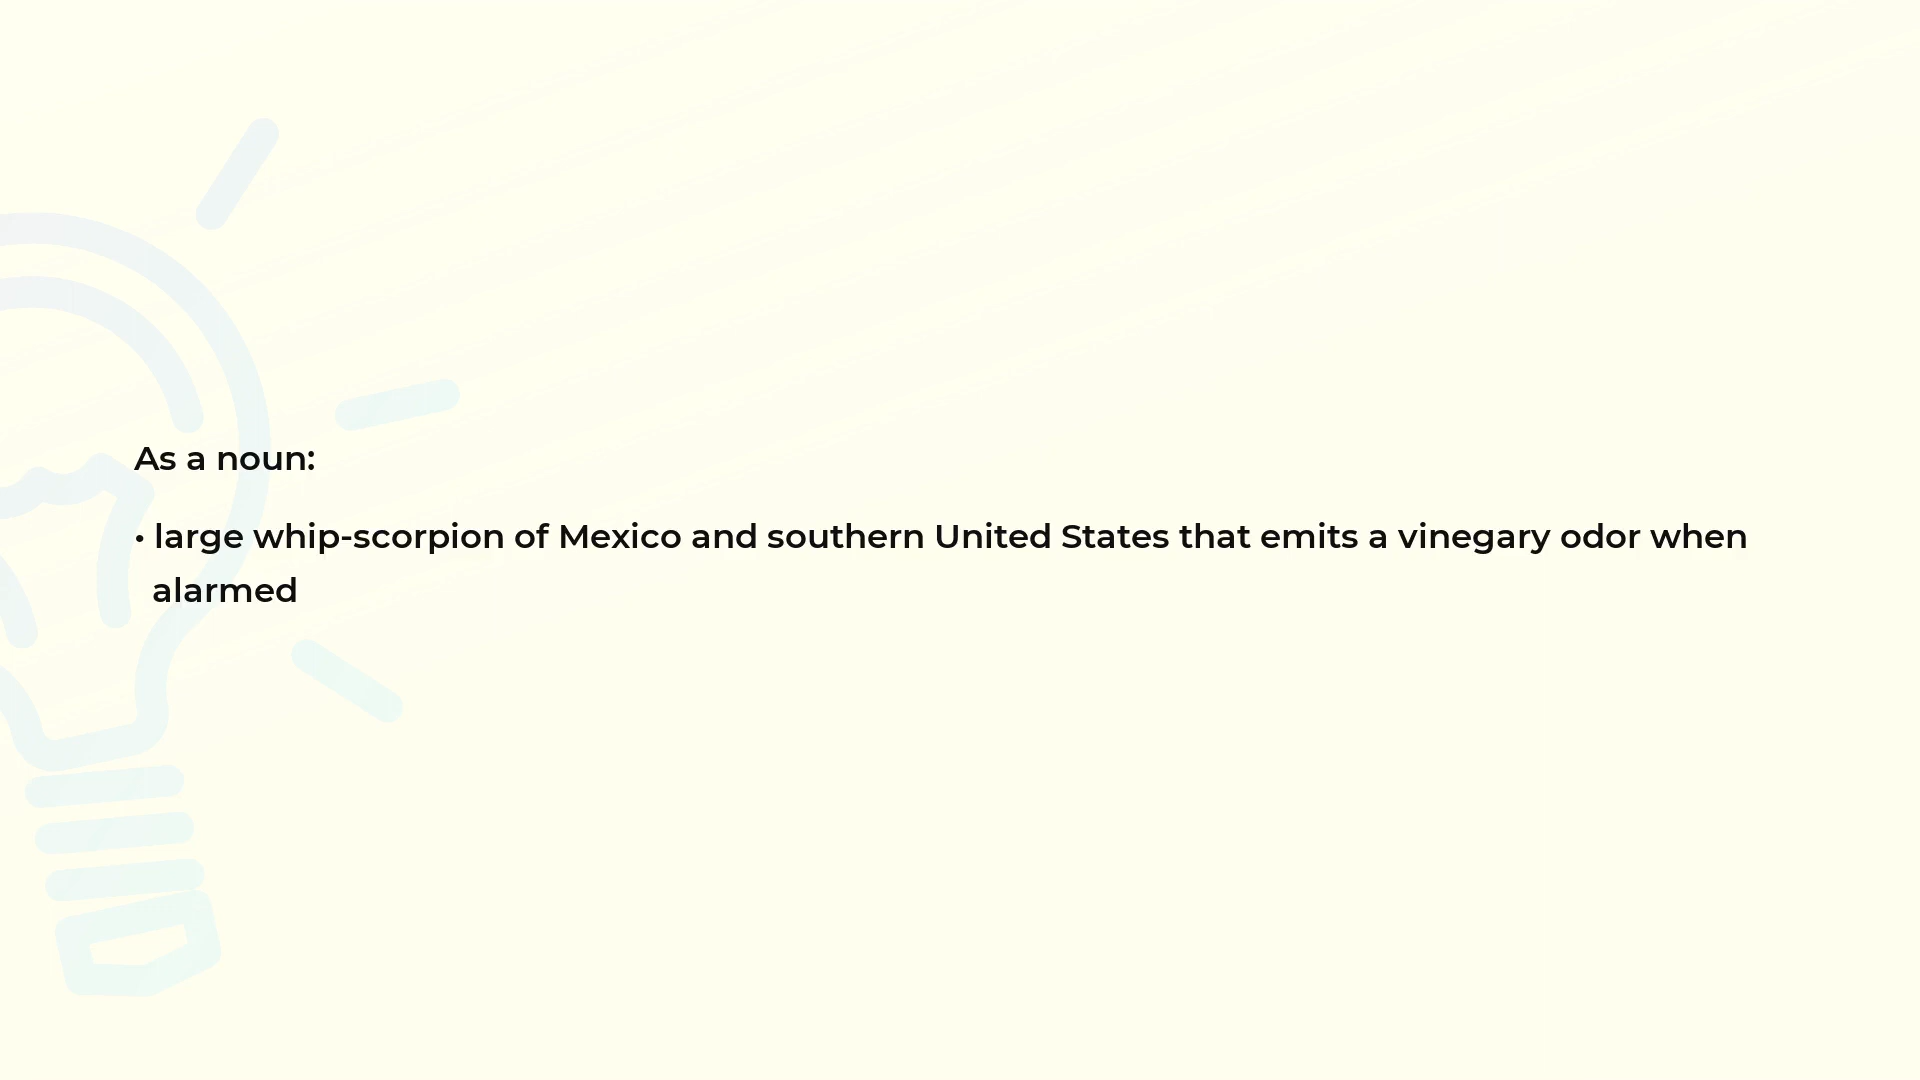 As a noun:
• large whip-scorpion of Mexico and southern United States that emits a vinegary odor when
alarmed